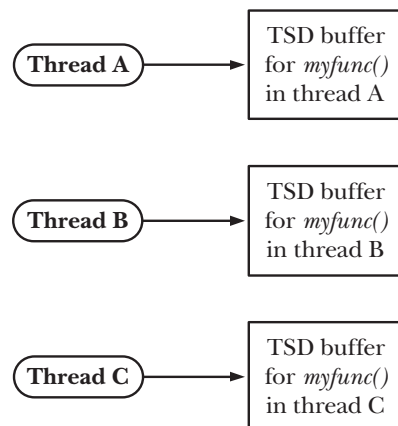 Thread A
TSD buffer
for myfunc()
in thread A
Thread B
TSD buffer
for myfunc()
in thread B
Thread C
TSD buffer
for myfunc()
in thread C